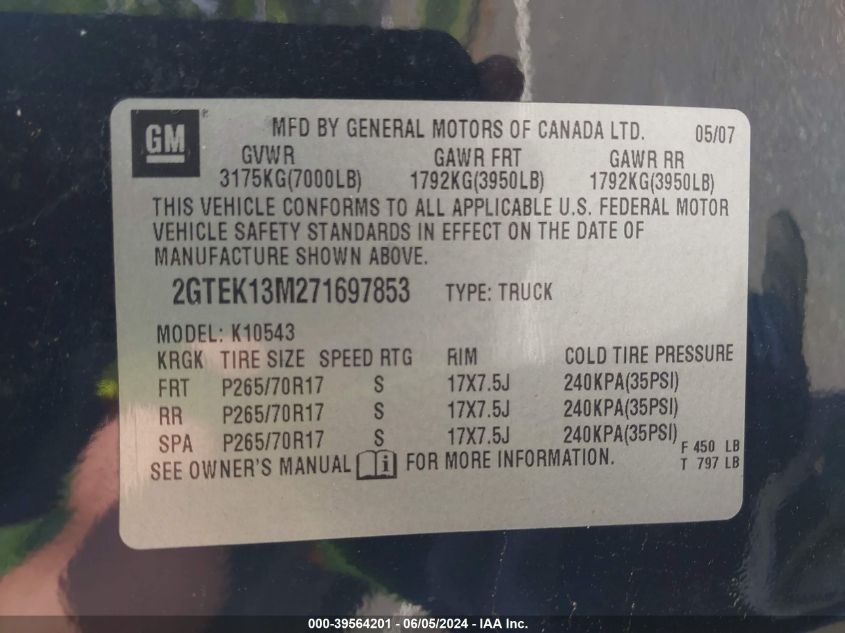 GM ® MFD BY GENERAL MOTORS OF CANADA LTD. 05/07
GVWR GAWR FRT GAWR RR
3175KG(7000LB) 1792KG(3950LB) 1792KG(3950LB)
THIS VEHICLE CONFORMS TO ALL APPLICABLE U.S. FEDERAL MOTOR
VEHICLE SAFETY STANDARDS IN EFFECT ON THE DATE OF
MANUFACTURE SHOWN ABOVE.
2GTEK13M271697853 TYPE: TRUCK
MODEL: K10543
KRGK TIRE SIZE SPEED RTG RIM COLD TIRE PRESSURE
FRT P265/70R17 S 17X7.5J 240KPA(35PSI)
RR P265/70R17 S 17X7.5J 240KPA(35PSI)
SPA P265/70R17 S 17X7.5J 240KPA(35PSI)
F 450 LB
SEE OWNER'S MANUAL i FOR MORE INFORMATION. T 797 LB
000-39564201 - 06/05/2024 - IAA Inc.